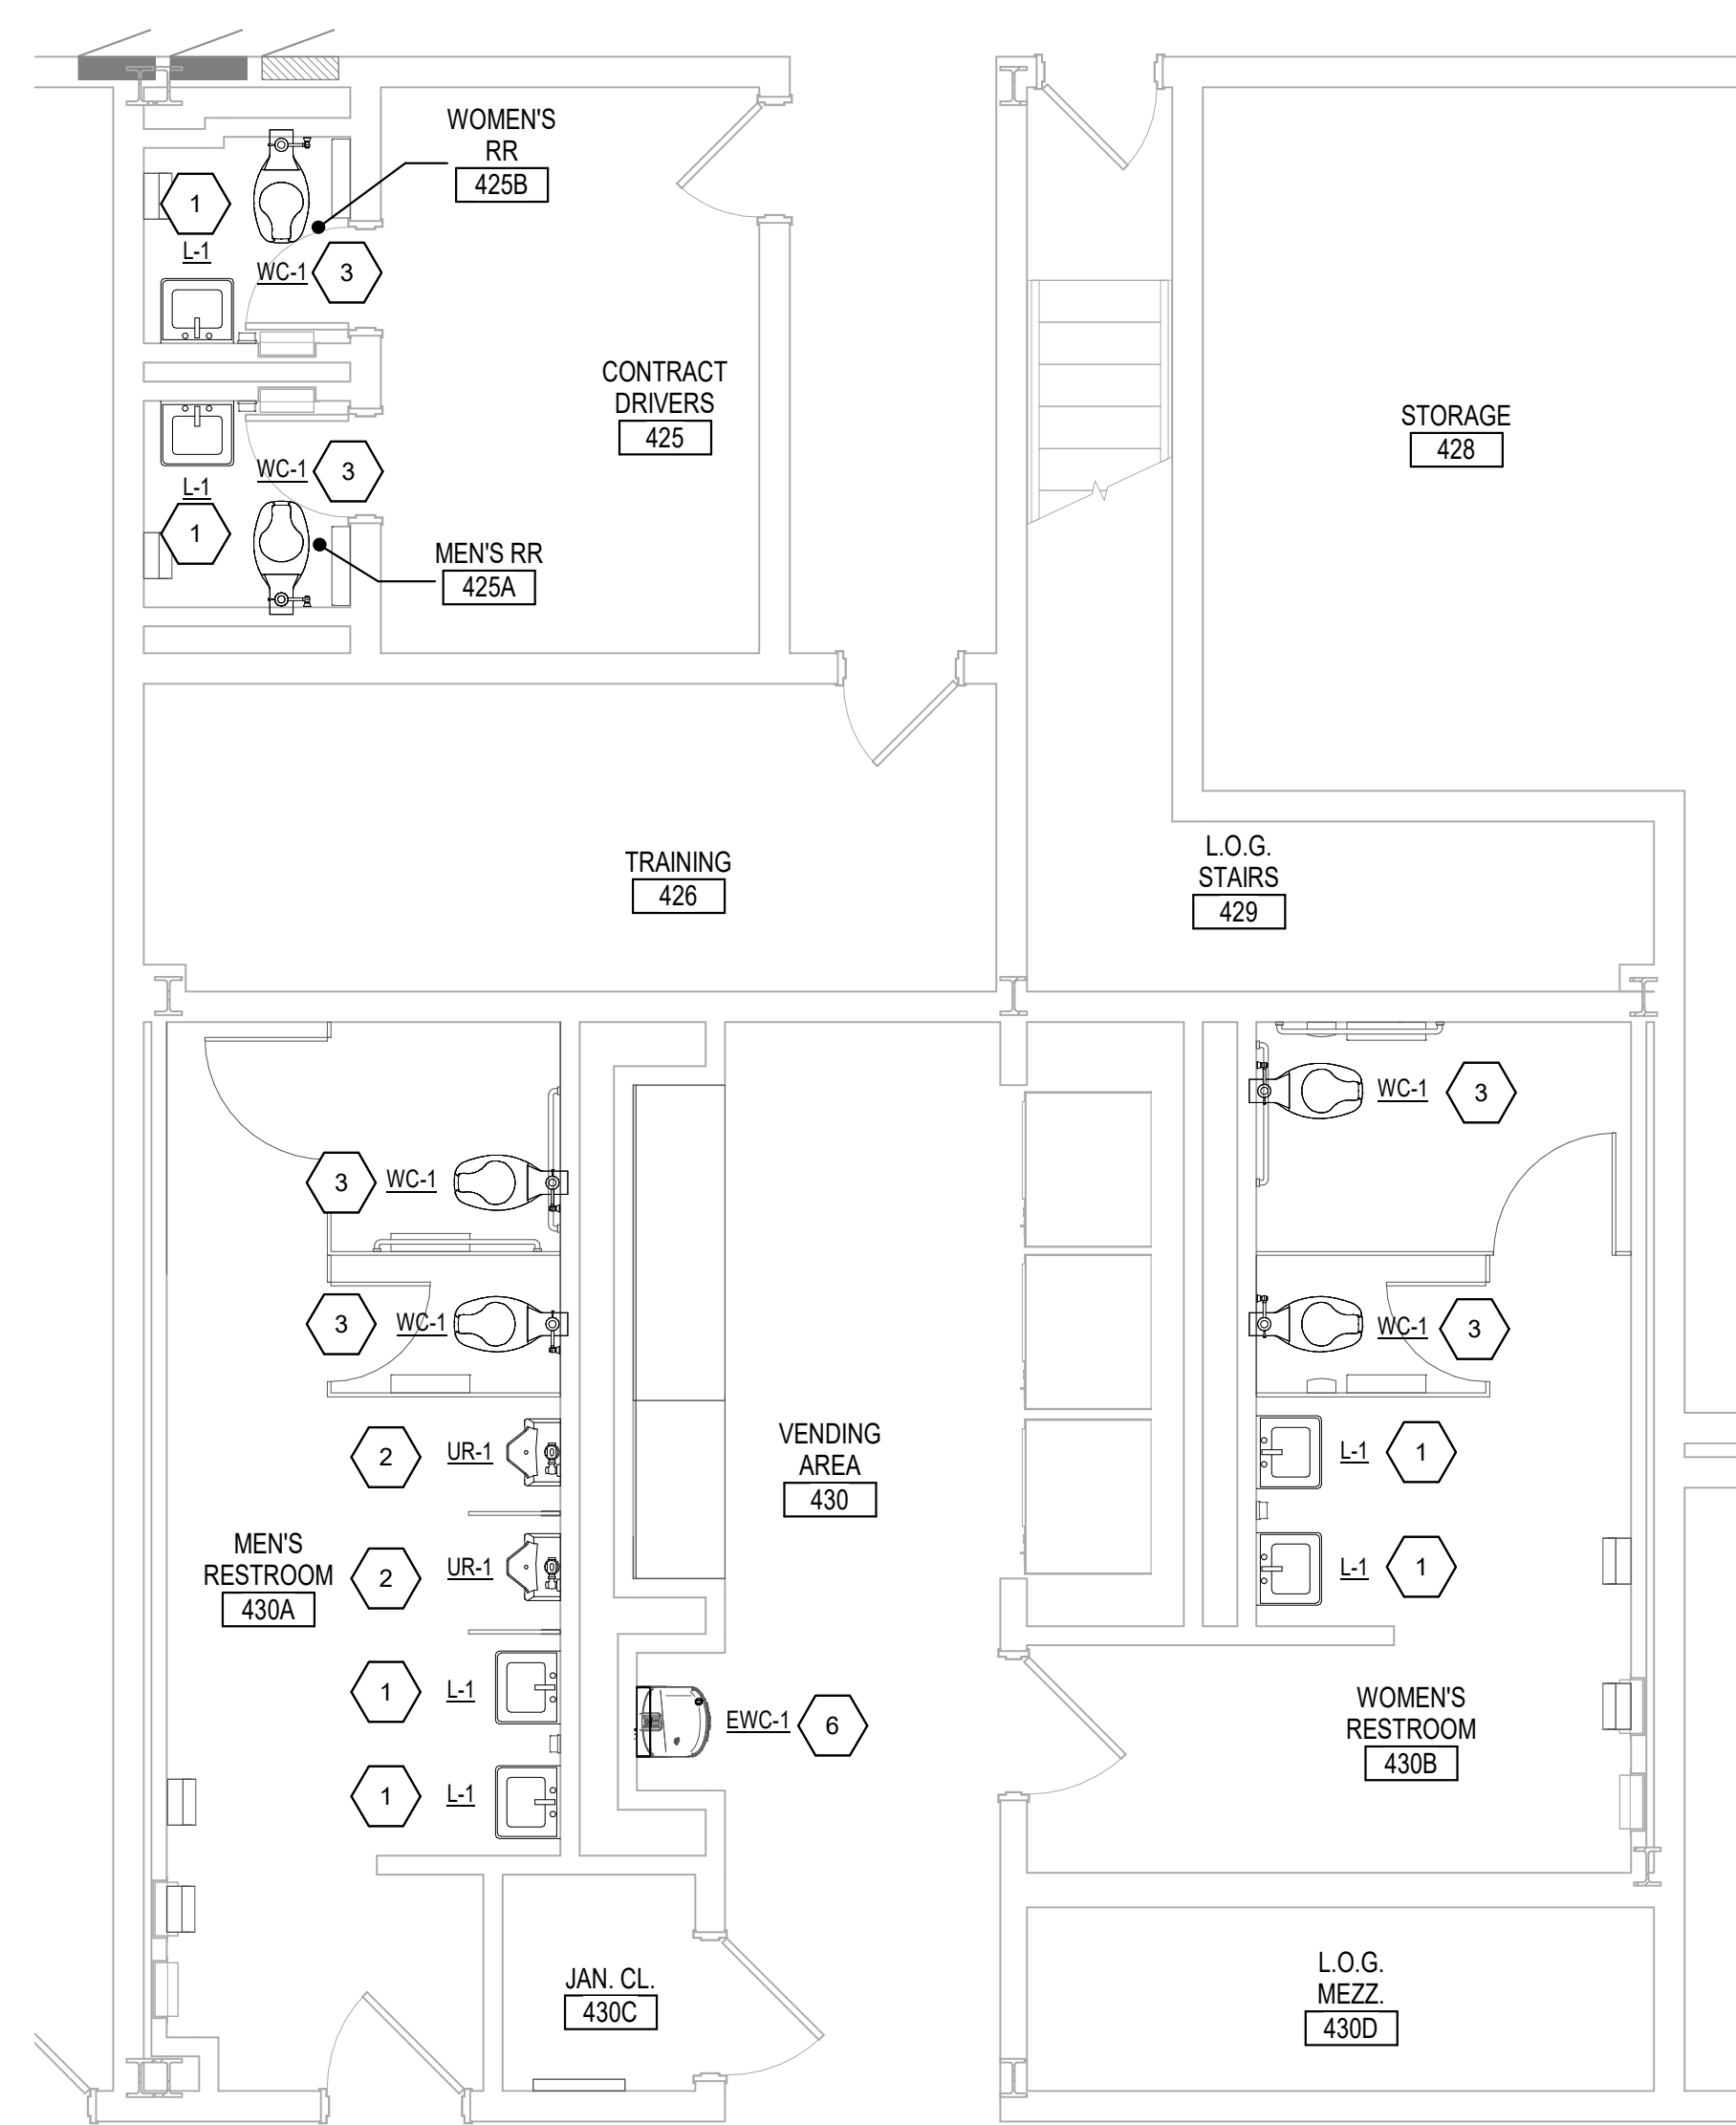 WOMEN'S
RR
425B
1
L-1
WC-1 3
CONTRACT
DRIVERS
425
STORAGE
428
WC-1 3
L-1
1
MEN'S RR
425A
TRAINING
426
L.O.G.
STAIRS
429
WC-1 3
3 WC-1
3 WC-1
WC-1 3
2 UR-1
L-1 1
VENDING
AREA
430
2 UR-1
L-1 1
MEN'S
RESTROOM
430A
1 L-1
EWC-1 6
WOMEN'S
RESTROOM
430B
1 L-1
JAN. CL.
430C
L.O.G.
MEZZ.
430D